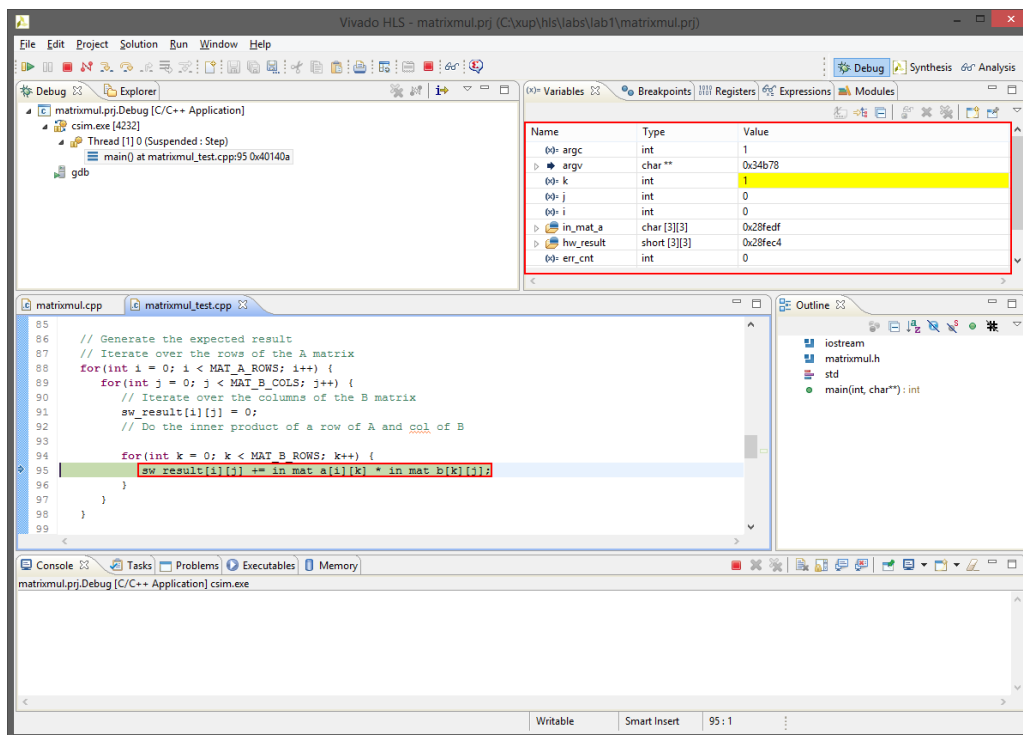 Vivado HLS - matrixmul.prj (C:\xup\hls\labs\lab1\matrixmul.prj)
File Edit Project Solution Run Window Help
Debug Synthesis Analysis
Debug Explorer
matrixmul.prj.Debug [C/C++ Application]
csim.exe [4232]
Thread [1] 0 (Suspended : Step)
main() at matrixmul_test.cpp:95 0x40140a
gdb
(x)= Variables Breakpoints Registers Expressions Modules
Name Type Value
(x)= argc int 1
argv char ** 0x34b78
(x)= k int 1
(x)= j int 0
(x)= i int 0
in_mat_a char [3][3] 0x28fedf
hw_result short [3][3] 0x28fec4
(x)= err_cnt int 0
matrixmul.cpp matrixmul_test.cpp
85
86 // Generate the expected result
87 // Iterate over the rows of the A matrix
88 for(int i = 0; i < MAT_A_ROWS; i++) {
89 for(int j = 0; j < MAT_B_COLS; j++) {
90 // Iterate over the columns of the B matrix
91 sw_result[i][j] = 0;
92 // Do the inner product of a row of A and col of B
93
94 for(int k = 0; k < MAT_B_ROWS; k++) {
95 sw_result[i][j] += in_mat_a[i][k] * in_mat_b[k][j];
96 }
97 }
98 }
99
Outline
iostream
matrixmul.h
std
main(int, char**) : int
Console Tasks Problems Executables Memory
matrixmul.prj.Debug [C/C++ Application] csim.exe
Writable Smart Insert 95 : 1